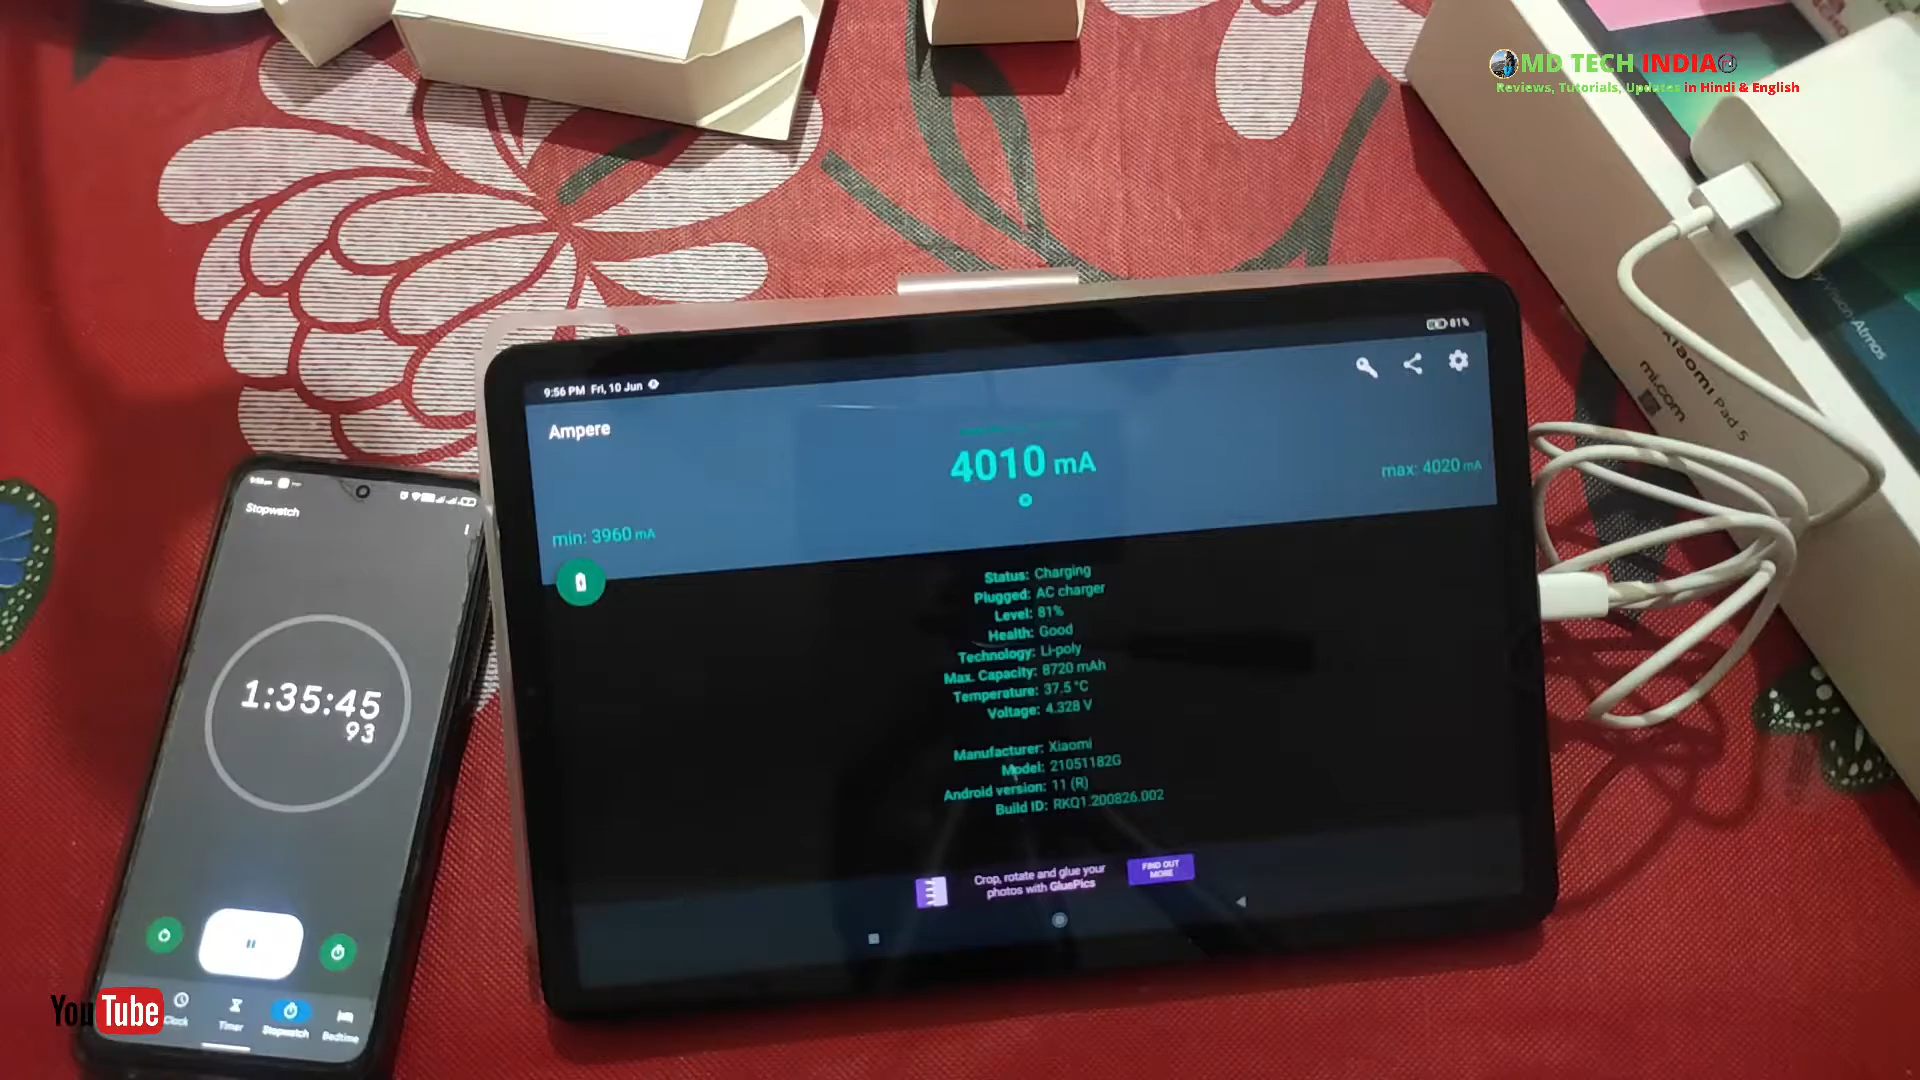 MD TECH INDIA
Reviews, Tutorials, Updates in Hindi & English
9:56 PM Fri, 10 Jun
81%
Ampere
4010 mA
max: 4020 mA
min: 3960 mA
Status: Charging
Plugged: AC charger
Level: 81%
Health: Good
Technology: Li-poly
Max. Capacity: 8720 mAh
Temperature: 37.5 °C
Voltage: 4.328 V
Manufacturer: Xiaomi
Model: 21051182G
Android version: 11 (R)
Build ID: RKQ1.200826.002
Crop, rotate and glue your
photos with GluePics
FIND OUT
MORE
Stopwatch
1:35:45
93
Clock
Timer
Stopwatch
Bedtime
Xiaomi Pad 5
mi.com
Vision Atmos
YouTube